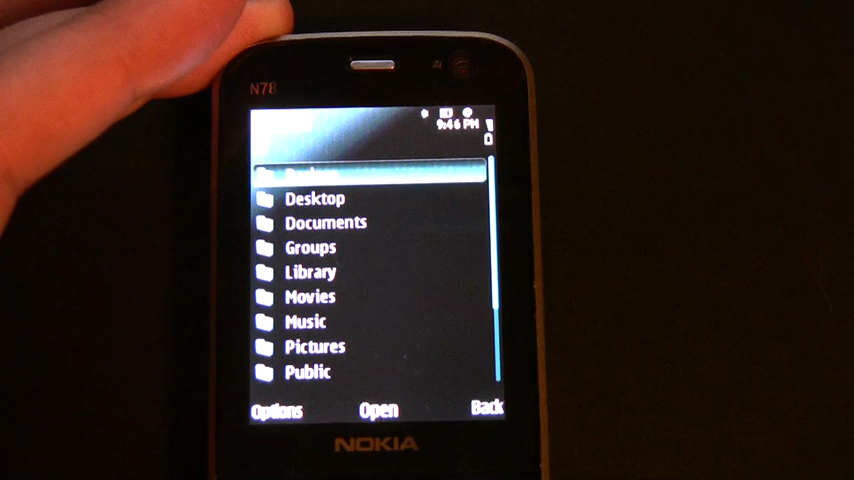 N78
9:46 PM
Desktop
Documents
Groups
Library
Movies
Music
Pictures
Public
Options Open Back
NOKIA